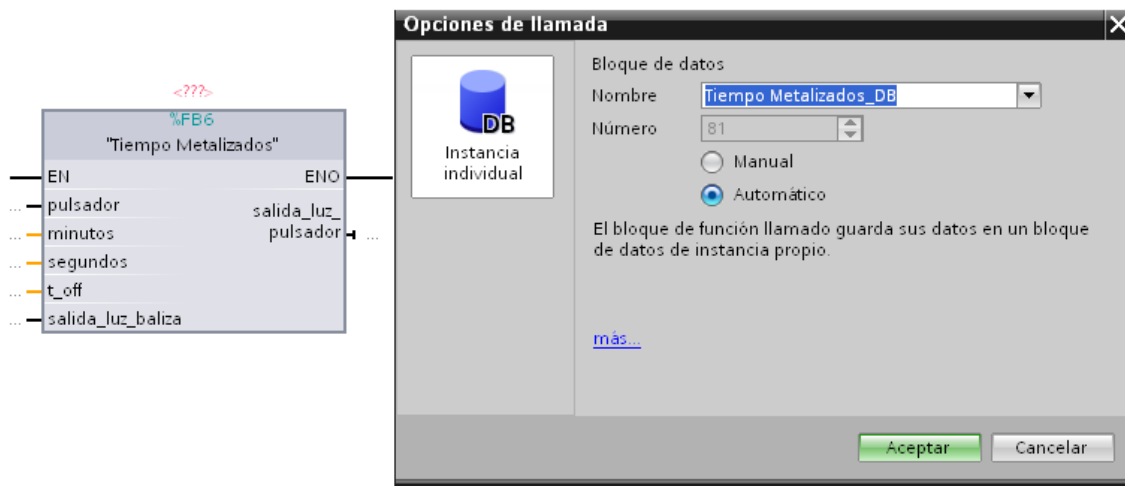 <???>
%FB6
"Tiempo Metalizados"
EN ENO
... pulsador salida_luz_
... minutos pulsador ...
... segundos
... t_off
... salida_luz_baliza
Opciones de llamada
DB
Instancia
individual
Bloque de datos
Nombre Tiempo Metalizados_DB
Número 81
Manual
Automático
El bloque de función llamado guarda sus datos en un bloque
de datos de instancia propio.
más...
Aceptar Cancelar